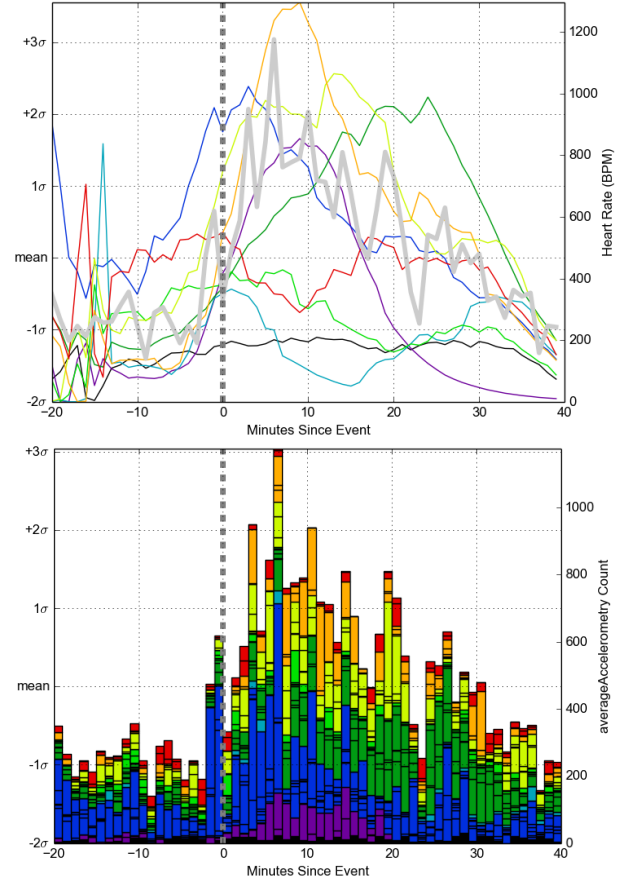 +3σ
+2σ
1σ
mean
-1σ
-2σ
1200
1000
800
600
400
200
0
Heart Rate (BPM)
−20 −10 0 10 20 30 40
Minutes Since Event
+3σ
+2σ
1σ
mean
-1σ
-2σ
1000
800
600
400
200
0
averageAccelerometry Count
−20 −10 0 10 20 30 40
Minutes Since Event